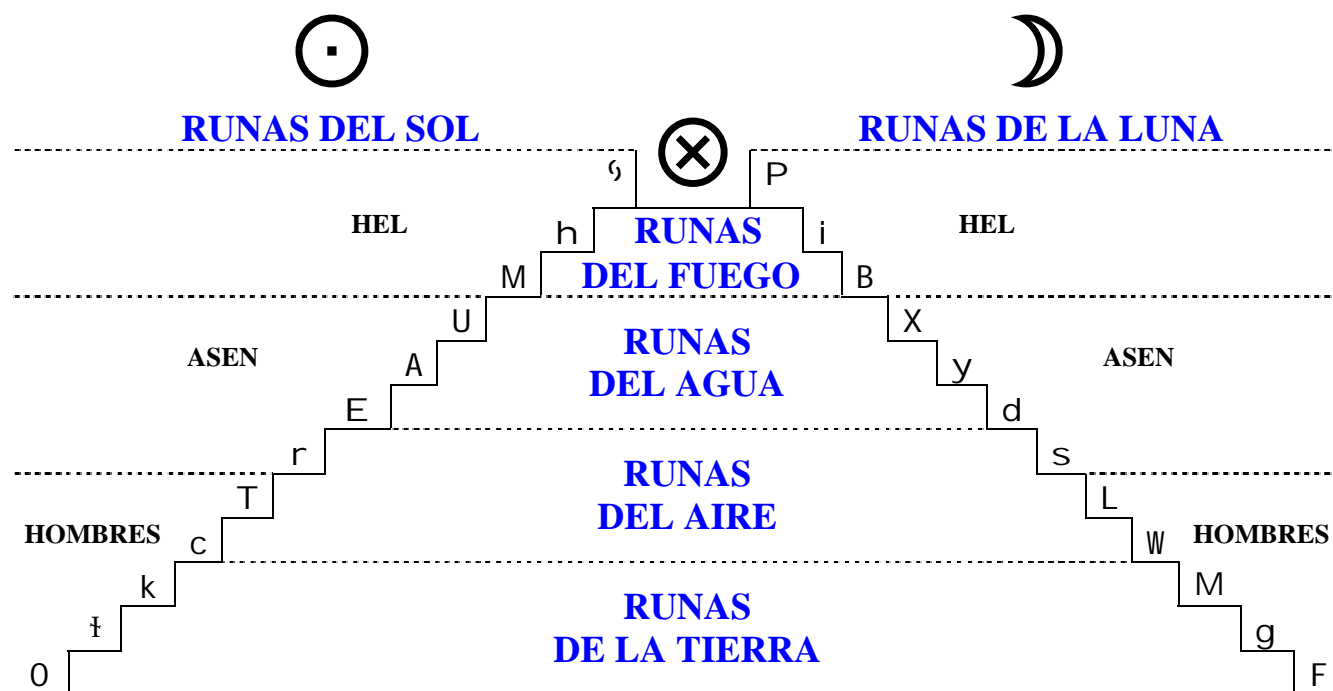 RUNAS DEL SOL
RUNAS DE LA LUNA
P
HEL
h
RUNAS
i
HEL
M
DEL FUEGO
B
U
X
ASEN
A
RUNAS
DEL AGUA
y
ASEN
E
d
r
s
RUNAS
DEL AIRE
T
L
HOMBRES
c
W
HOMBRES
k
M
RUNAS
DE LA TIERRA
g
0
F